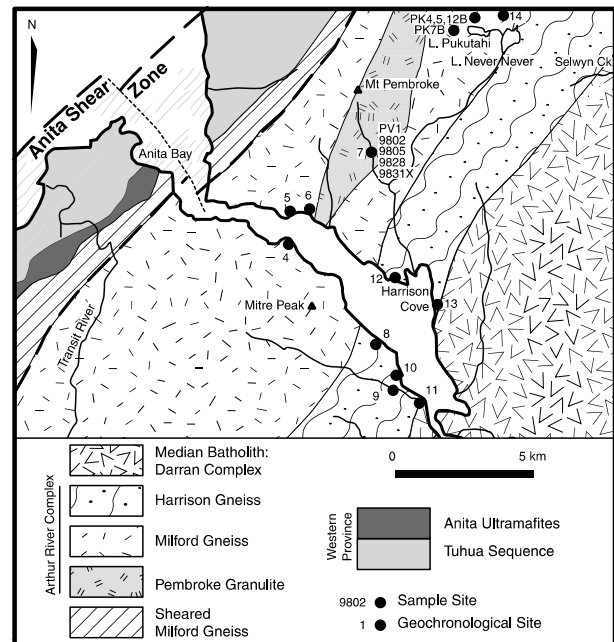 N
PK4,5,12B
14
PK7B
L. Pukutahi
L. Never Never
Selwyn Ck
Anita Shear
Zone
Mt Pembroke
Anita Bay
PV1
9802
7
9805
9828
9831X
5
6
4
12
Harrison
Cove
13
Mitre Peak
Transit River
8
10
9
11
Median Batholith:
Darran Complex
Harrison Gneiss
Milford Gneiss
Pembroke Granulite
Sheared
Milford Gneiss
Arthur River Complex
0
5 km
Western
Province
Anita Ultramafites
Tuhua Sequence
9802
Sample Site
1
Geochronological Site